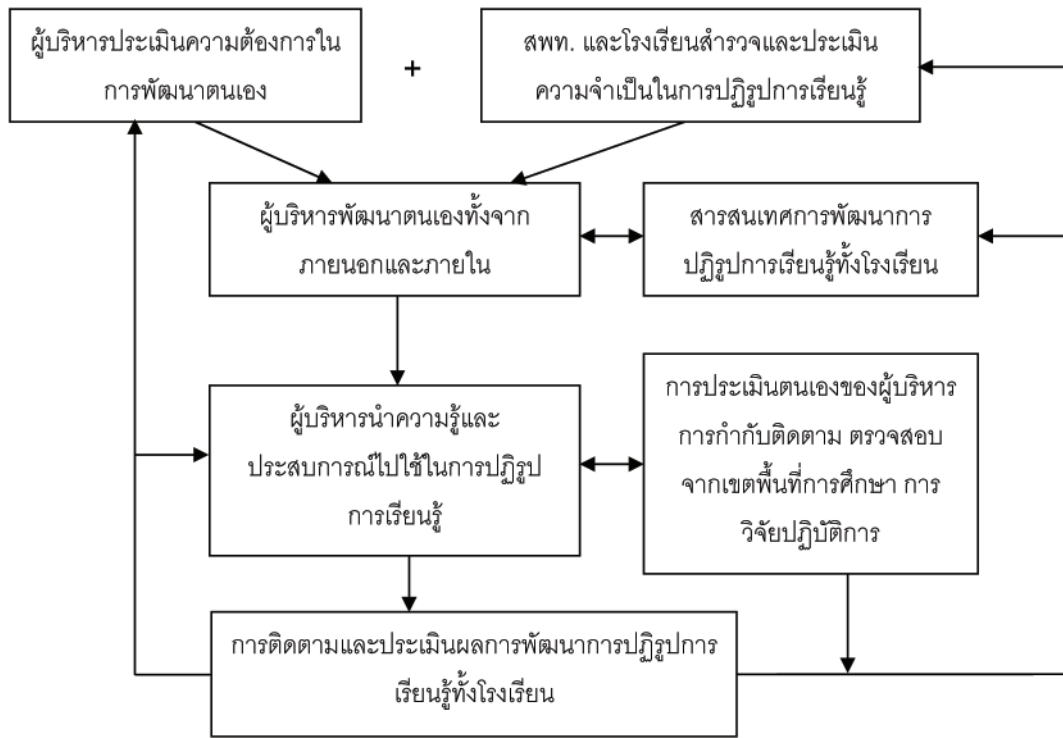 ผู้บริหารประเมินความต้องการใน
การพัฒนาตนเอง
+
สพท. และโรงเรียนสำรวจและประเมิน
ความจำเป็นในการปฏิรูปการเรียนรู้
ผู้บริหารพัฒนาตนเองทั้งจาก
ภายนอกและภายใน
สารสนเทศการพัฒนาการ
ปฏิรูปการเรียนรู้ทั้งโรงเรียน
ผู้บริหารนำความรู้และ
ประสบการณ์ไปใช้ในการปฏิรูป
การเรียนรู้
การประเมินตนเองของผู้บริหาร
การกำกับติดตาม ตรวจสอบ
จากเขตพื้นที่การศึกษา การ
วิจัยปฏิบัติการ
การติดตามและประเมินผลการพัฒนาการปฏิรูปการ
เรียนรู้ทั้งโรงเรียน